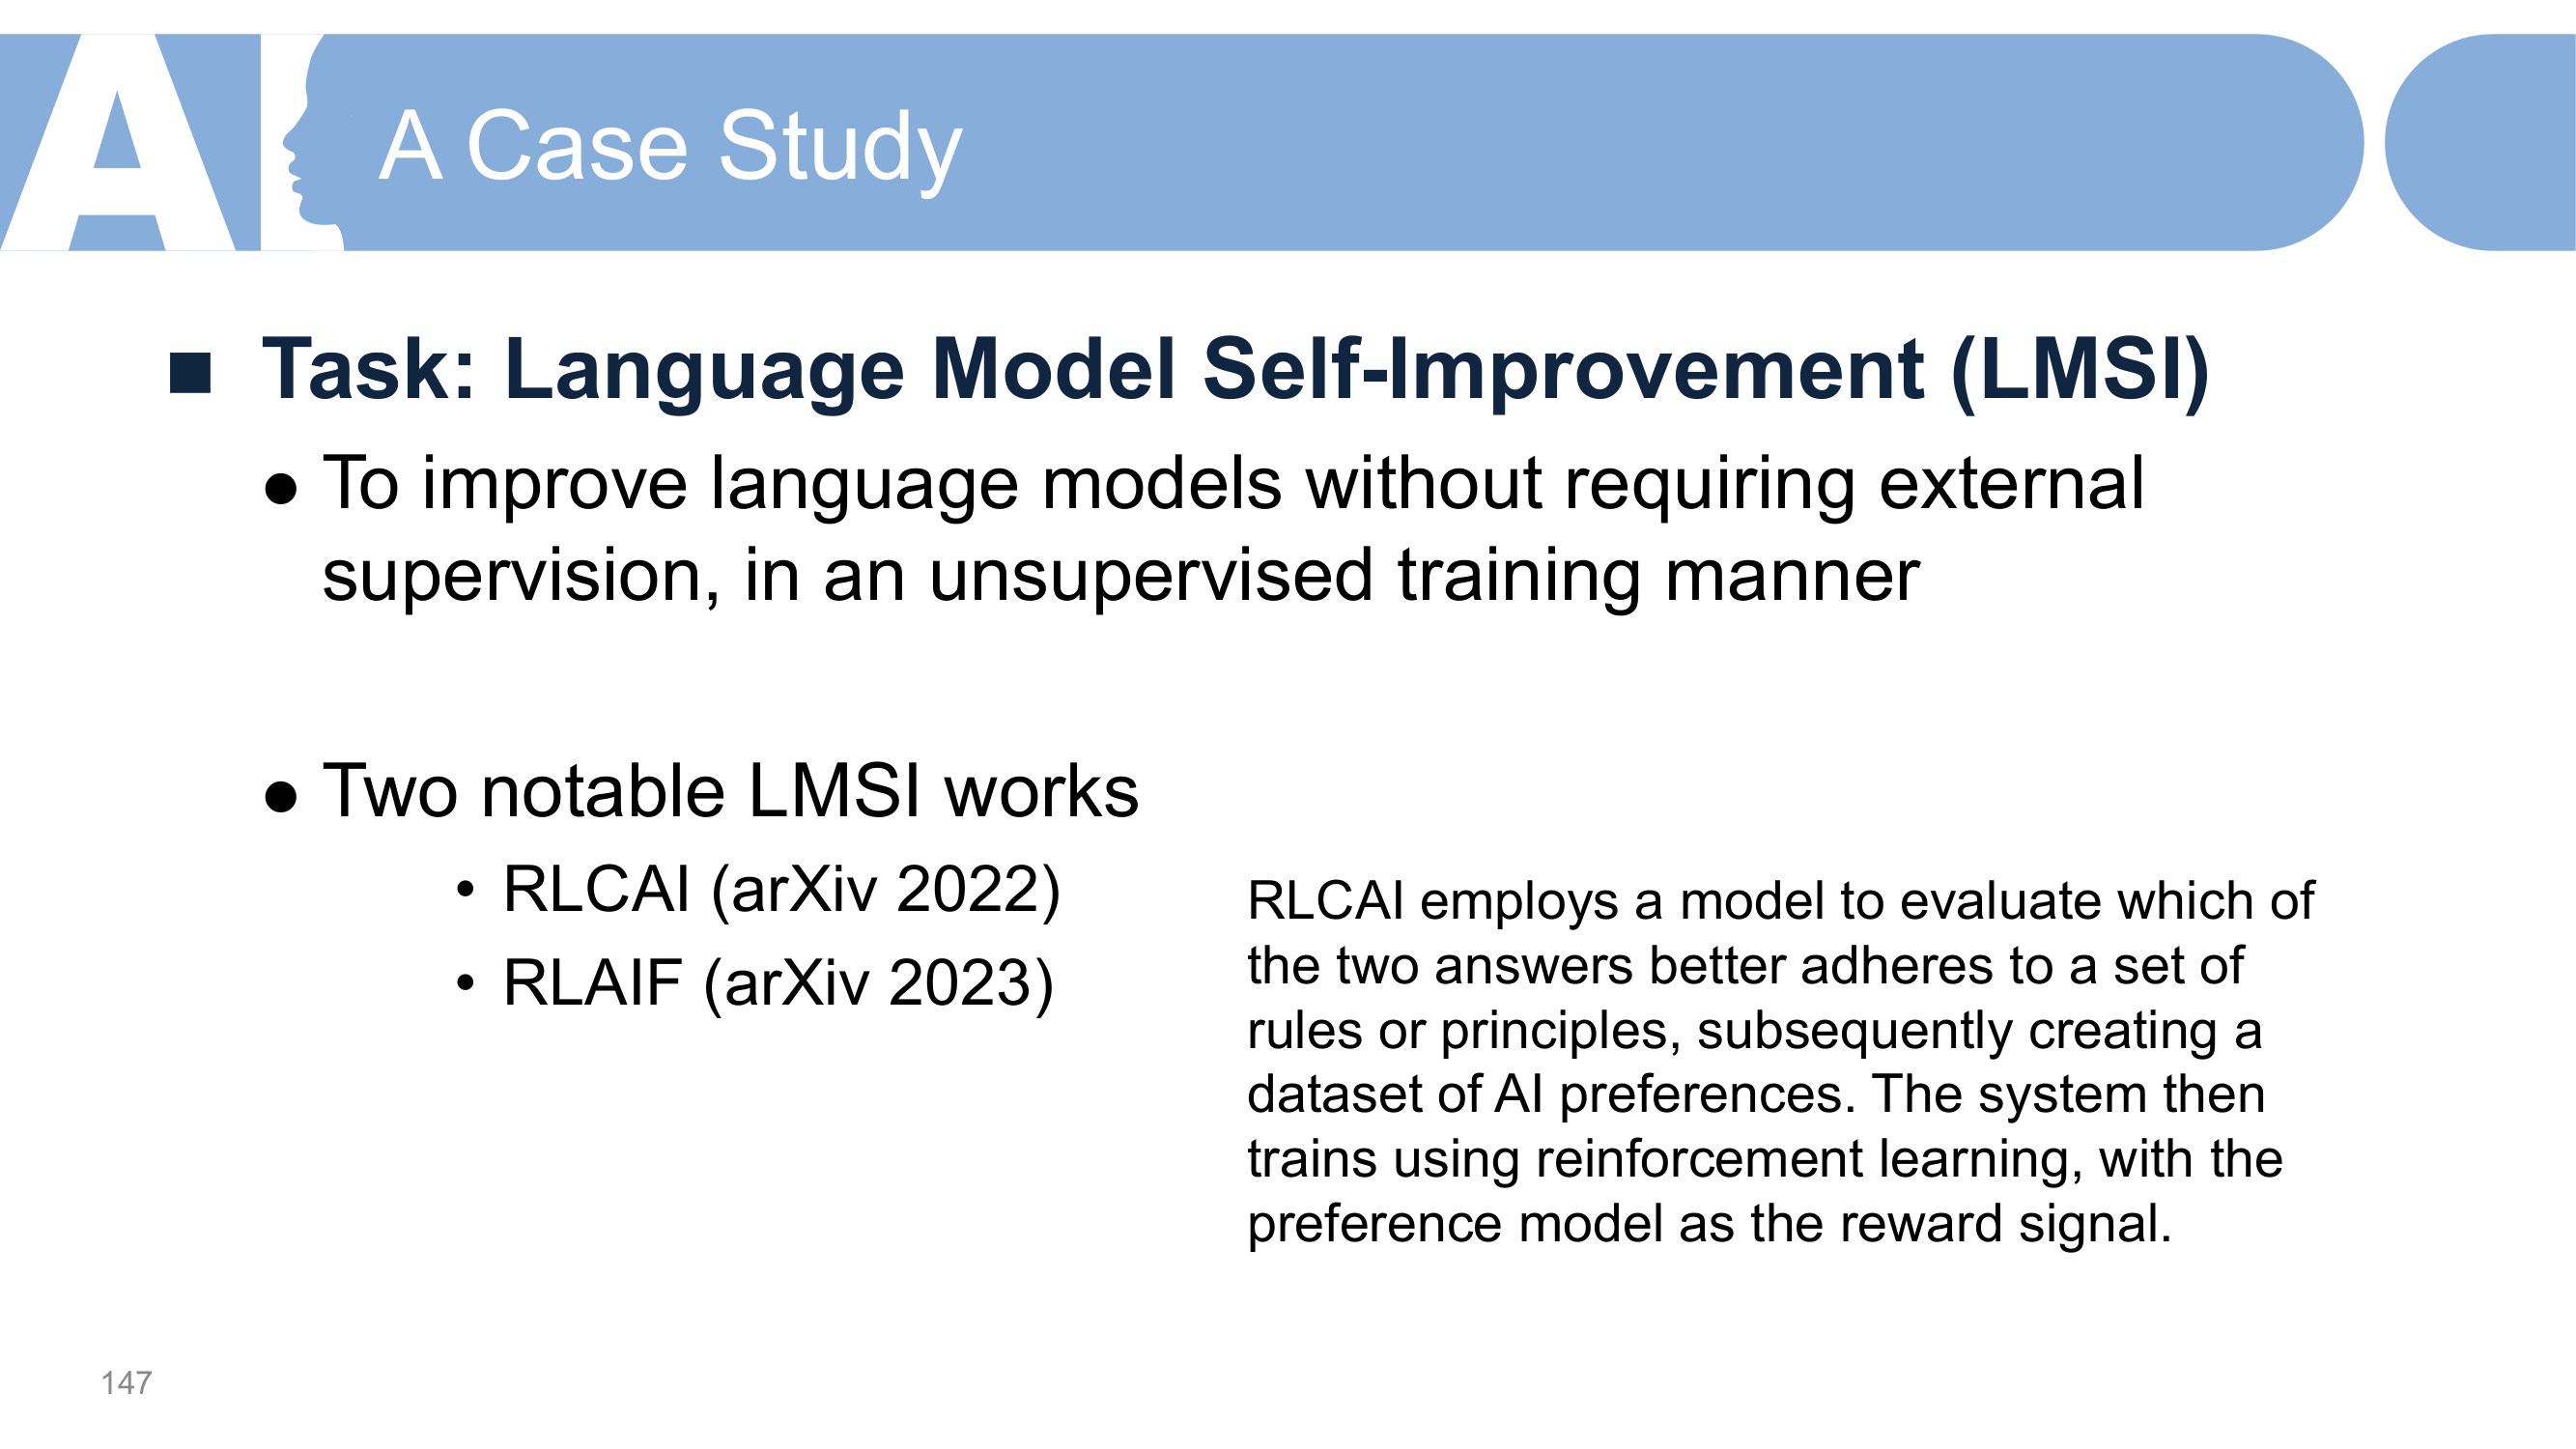 AI
A Case Study
■ Task: Language Model Self-Improvement (LMSI)
● To improve language models without requiring external
supervision, in an unsupervised training manner
● Two notable LMSI works
• RLCAI (arXiv 2022)
• RLAIF (arXiv 2023)
RLCAI employs a model to evaluate which of
the two answers better adheres to a set of
rules or principles, subsequently creating a
dataset of AI preferences. The system then
trains using reinforcement learning, with the
preference model as the reward signal.
147